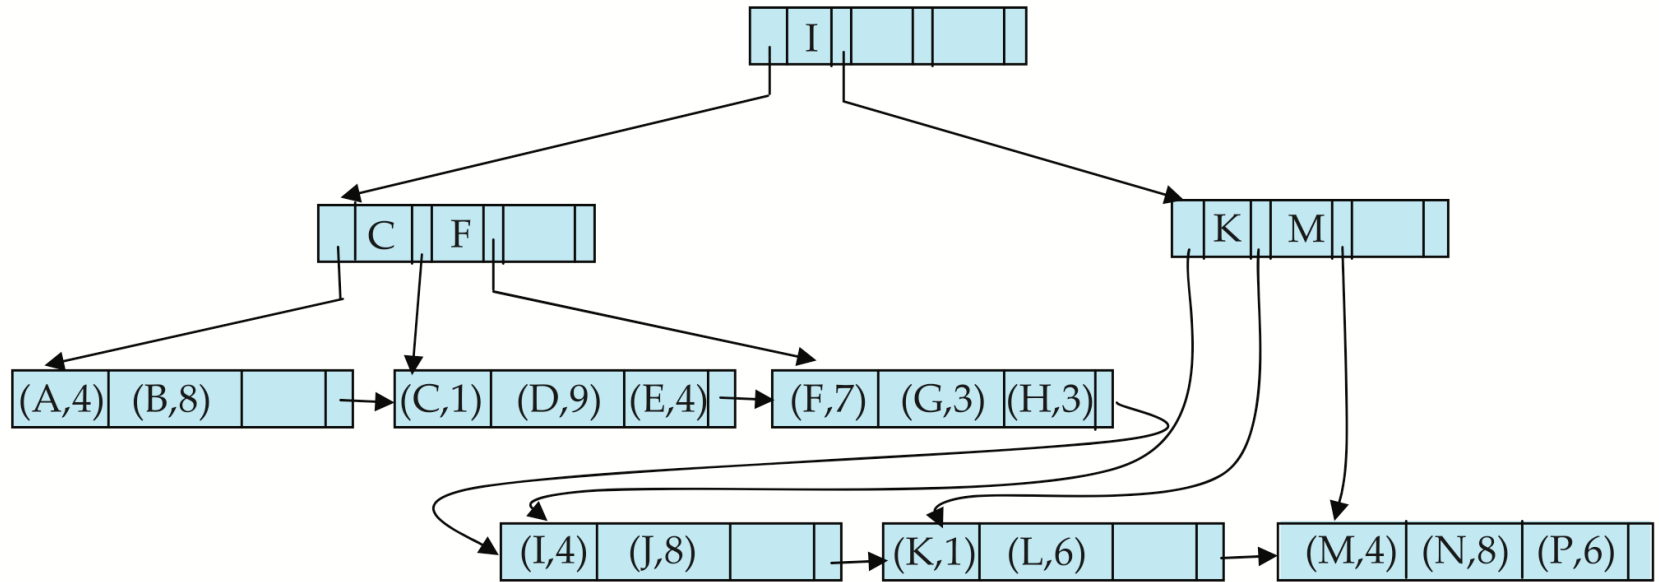 I
C F
K M
(A,4) (B,8) (C,1) (D,9) (E,4) (F,7) (G,3) (H,3)
(I,4) (J,8) (K,1) (L,6) (M,4) (N,8) (P,6)